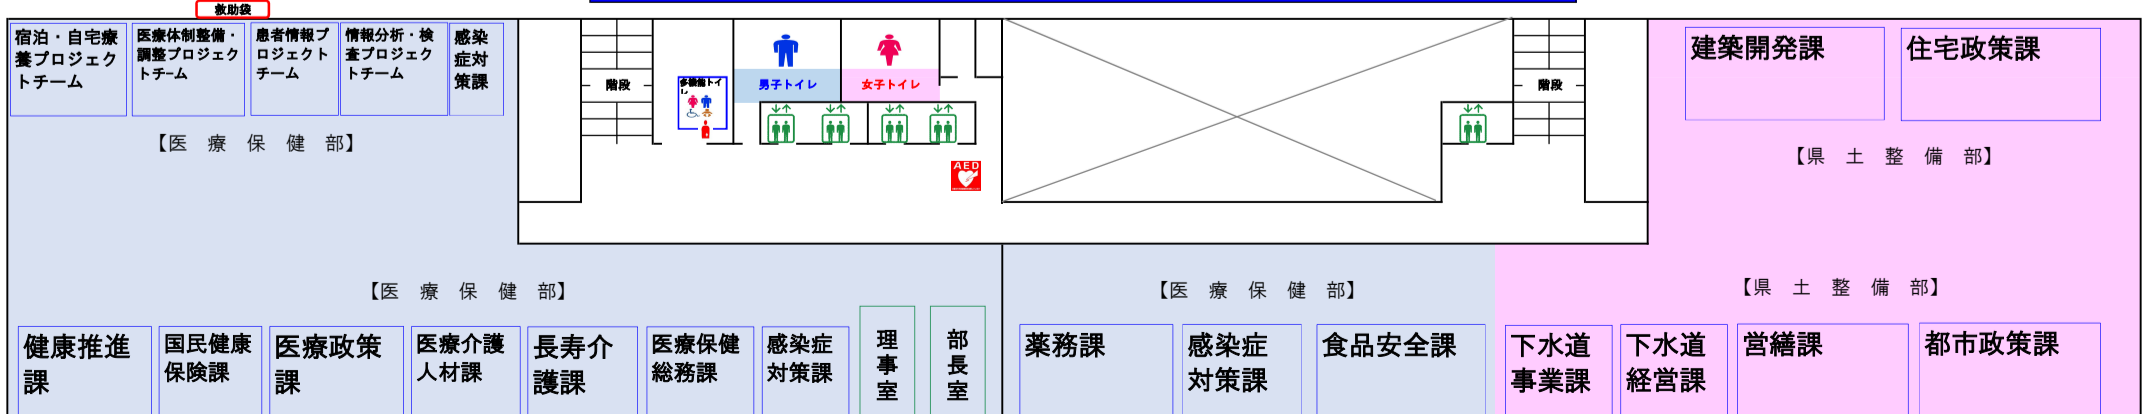 救助袋
宿泊・自宅療
養プロジェク
トチーム
医療体制整備・
調整プロジェク
トチーム
患者情報プ
ロジェクト
チーム
情報分析・検
査プロジェク
トチーム
感染
症対
策課
階段
多機能トイ
レ
男子トイレ
女子トイレ
階段
建築開発課
住宅政策課
【医 療 保 健 部】
【県 土 整 備 部】
AED
【医 療 保 健 部】
【医 療 保 健 部】
【県 土 整 備 部】
健康推進
課
国民健康
保険課
医療政策
課
医療介護
人材課
長寿介
護課
医療保健
総務課
感染症
対策課
理
事
室
部
長
室
薬務課
感染症
対策課
食品安全課
下水道
事業課
下水道
経営課
営繕課
都市政策課